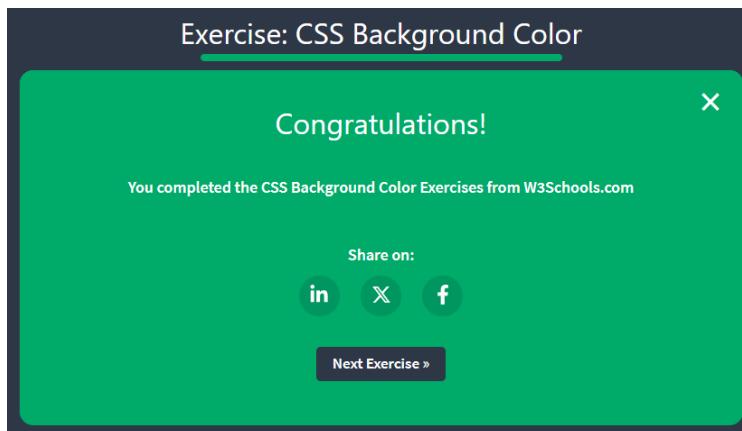 Exercise: CSS Background Color
×
Congratulations!
You completed the CSS Background Color Exercises from W3Schools.com
Share on:
in X f
Next Exercise »